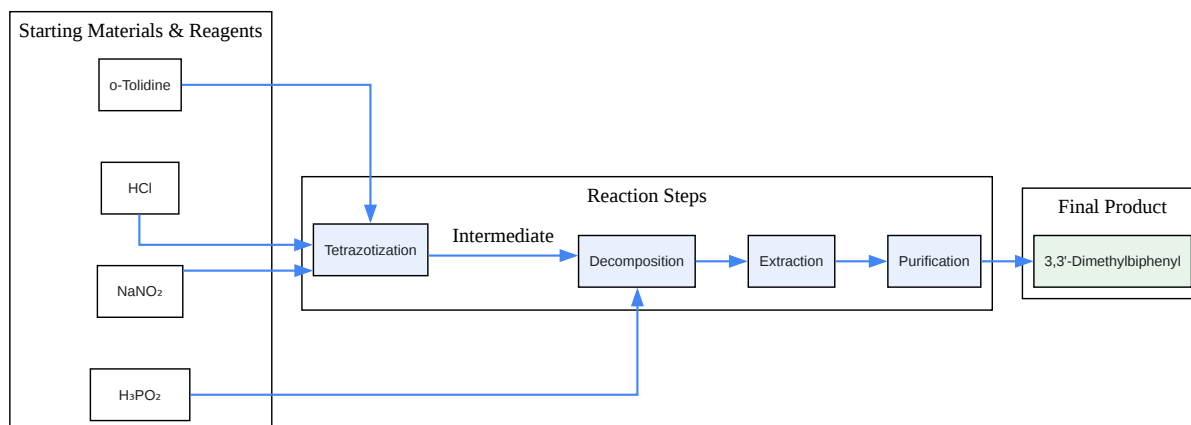 Starting Materials & Reagents
o-Tolidine
HCl
NaNO₂
H₃PO₂
Reaction Steps
Tetrazotization
Intermediate
Decomposition
Extraction
Purification
Final Product
3,3'-Dimethylbiphenyl